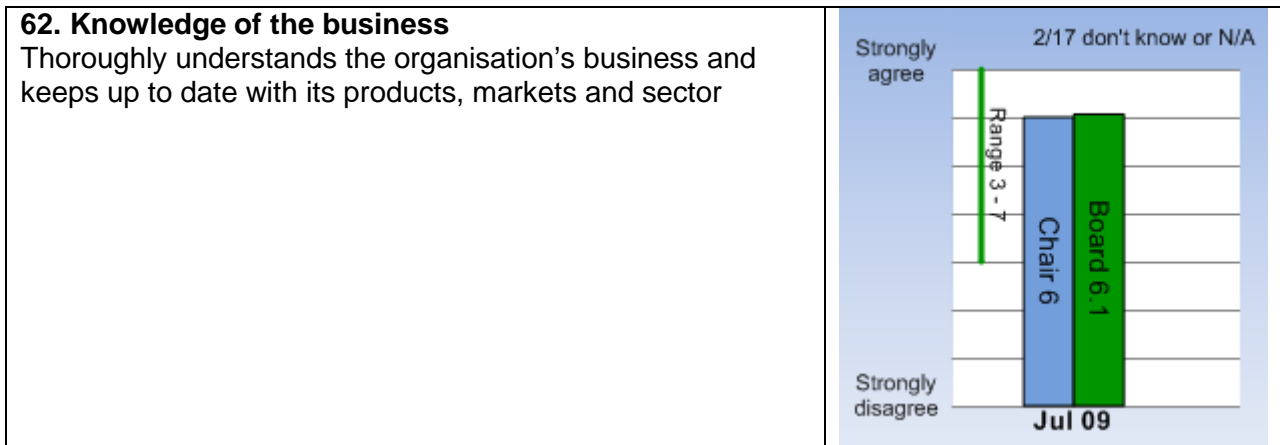 62. Knowledge of the business
Thoroughly understands the organisation's business and
keeps up to date with its products, markets and sector
2/17 don't know or N/A
Strongly
agree
Range 3 - 7
Chair 6
Board 6.1
Strongly
disagree
Jul 09